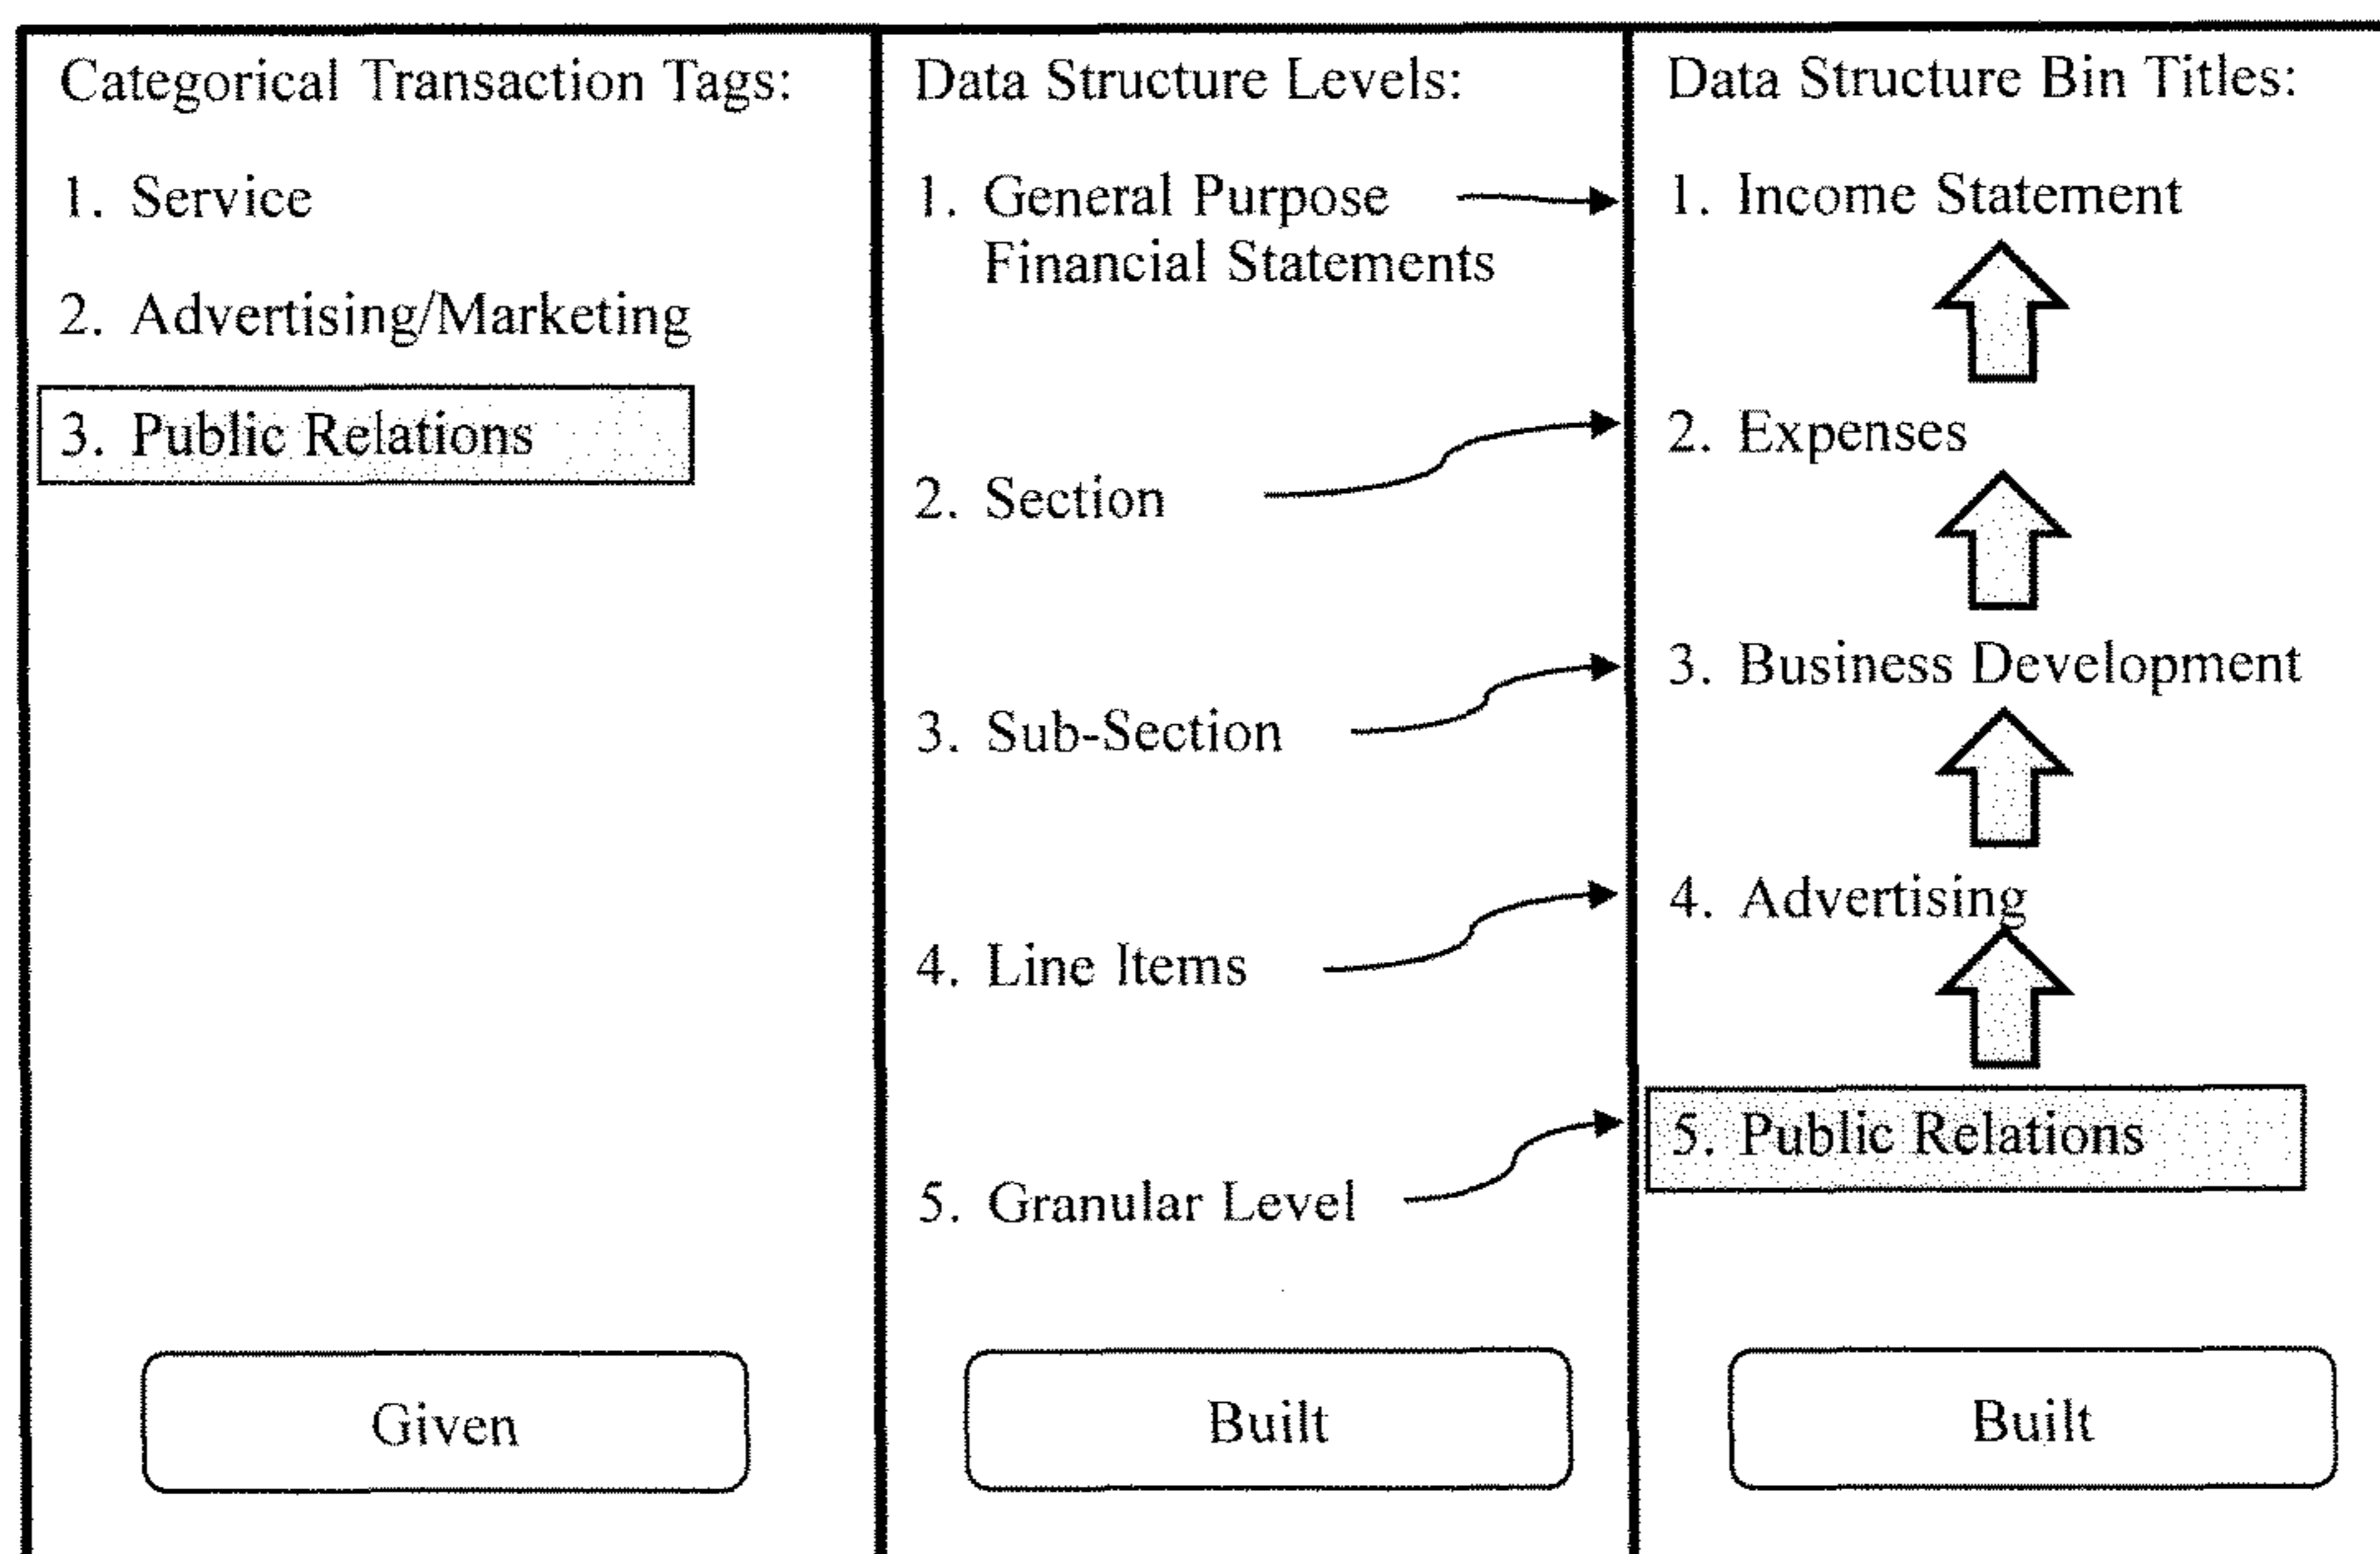 Categorical Transaction Tags:
1. Service
2. Advertising/Marketing
3. Public Relations
Given
Data Structure Levels:
1. General Purpose
Financial Statements
2. Section
3. Sub-Section
4. Line Items
5. Granular Level
Built
Data Structure Bin Titles:
1. Income Statement
2. Expenses
3. Business Development
4. Advertising
5. Public Relations
Built